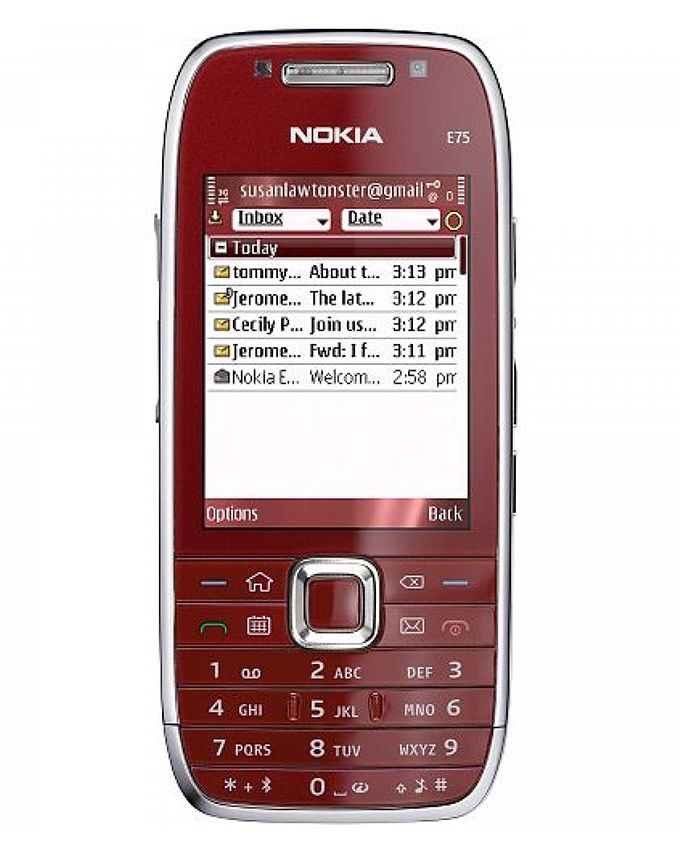 NOKIA E75
3G susanlawtonster@gmail 0
Inbox Date
Today
tommy... About t... 3:13 pm
Jerome... The lat... 3:12 pm
Cecily P... Join us... 3:12 pm
Jerome... Fwd: I f... 3:11 pm
Nokia E... Welcom... 2:58 pm
Options Back
1 2 ABC DEF 3
4 GHI 5 JKL MNO 6
7 PQRS 8 TUV WXYZ 9
* + 0 #